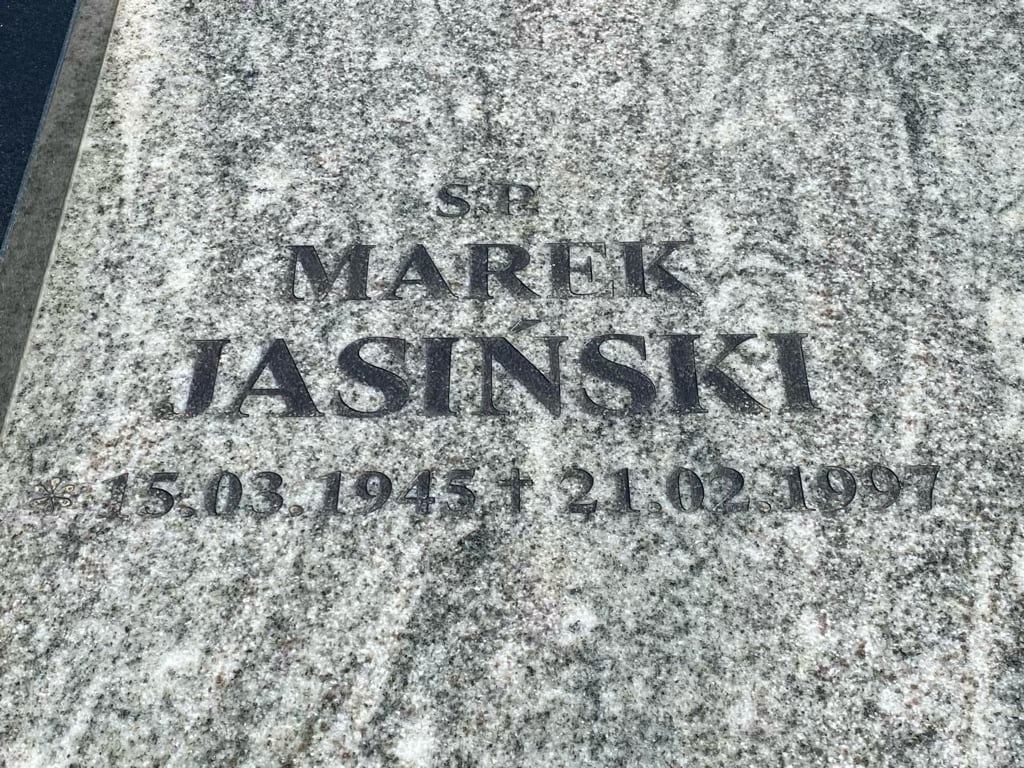 S.P.
MAREK
JASIŃSKI
* 15.03.1945 † 21.02.1997